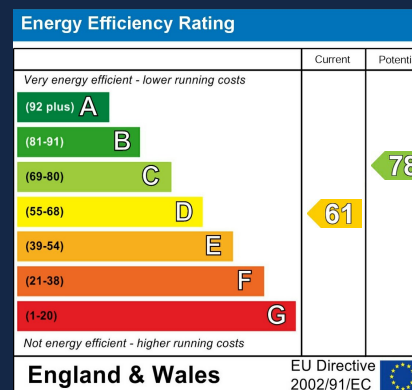 Energy Efficiency Rating
Current
Potenti
Very energy efficient - lower running costs
(92 plus) A
(81-91) B
(69-80) C
78
(55-68) D
61
(39-54) E
(21-38) F
(1-20) G
Not energy efficient - higher running costs
England & Wales
EU Directive
2002/91/EC